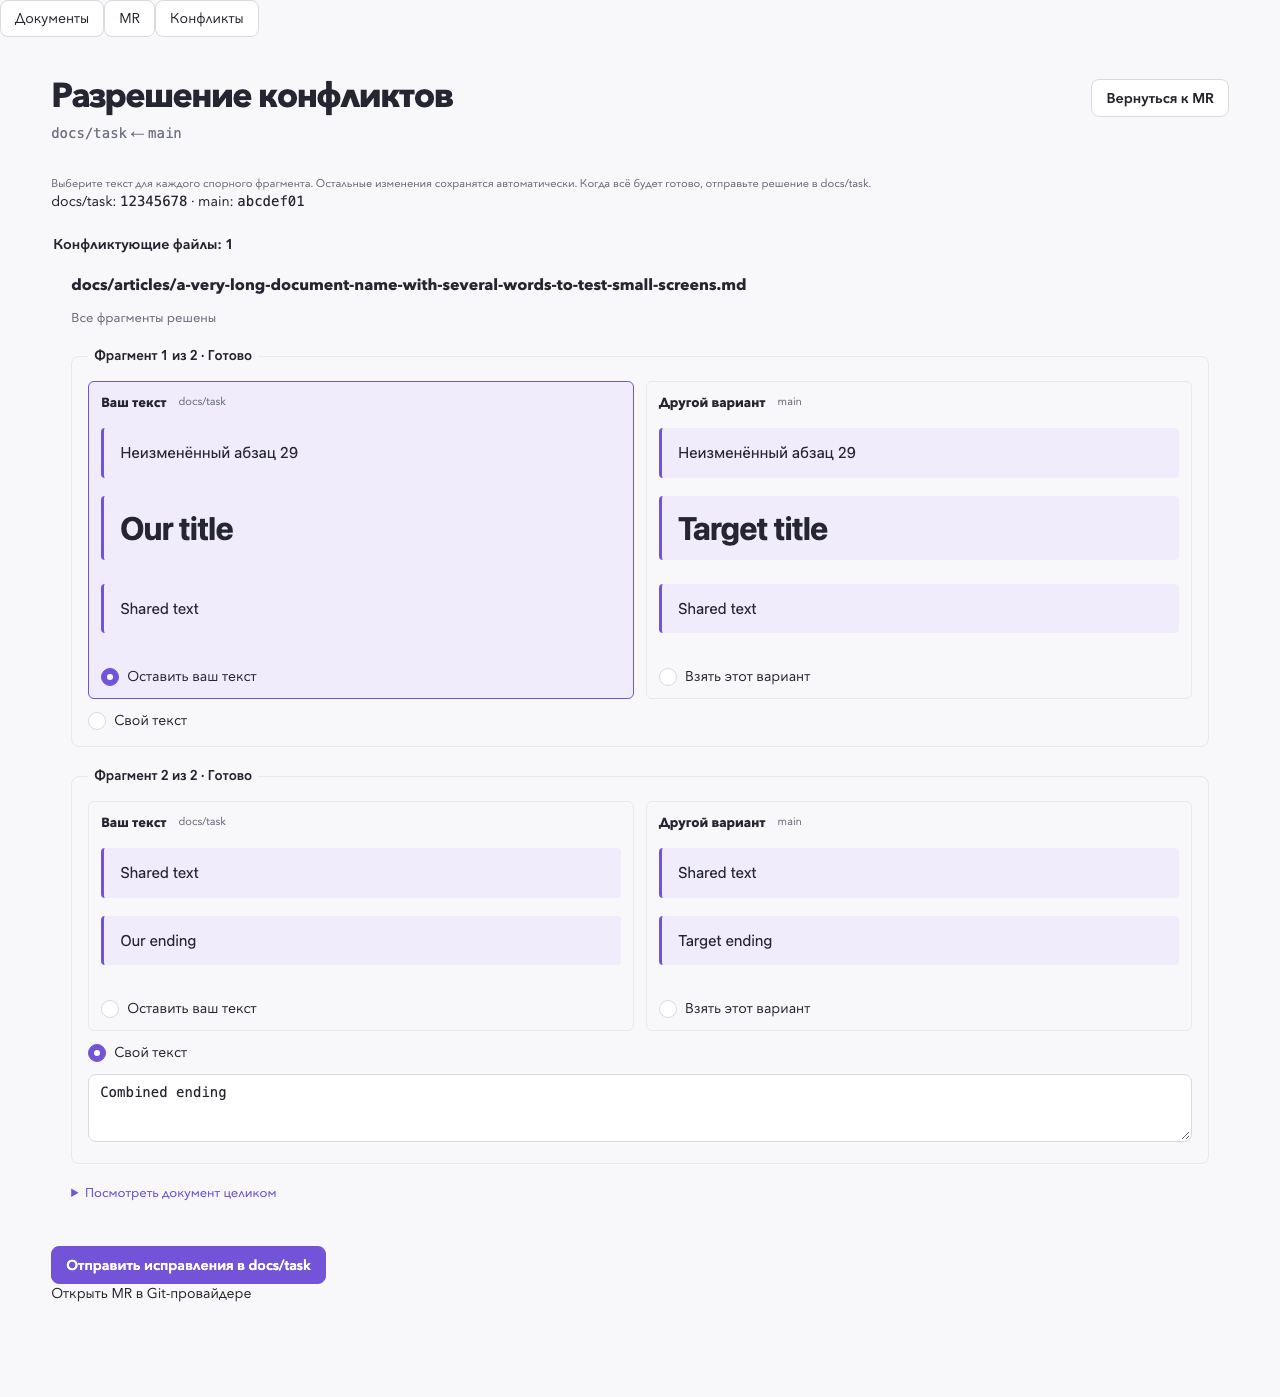 Документы MR Конфликты
Разрешение конфликтов
Вернуться к MR
docs/task ← main
Выберите текст для каждого спорного фрагмента. Остальные изменения сохранятся автоматически. Когда всё будет готово, отправьте решение в docs/task.
docs/task: 12345678 · main: abcdef01
Конфликтующие файлы: 1
docs/articles/a-very-long-document-name-with-several-words-to-test-small-screens.md
Все фрагменты решены
Фрагмент 1 из 2 · Готово
Ваш текст docs/task
Неизменённый абзац 29
Our title
Shared text
Оставить ваш текст
Другой вариант main
Неизменённый абзац 29
Target title
Shared text
Взять этот вариант
Свой текст
Фрагмент 2 из 2 · Готово
Ваш текст docs/task
Shared text
Our ending
Оставить ваш текст
Другой вариант main
Shared text
Target ending
Взять этот вариант
Свой текст
Combined ending
Посмотреть документ целиком
Отправить исправления в docs/task
Открыть MR в Git-провайдере